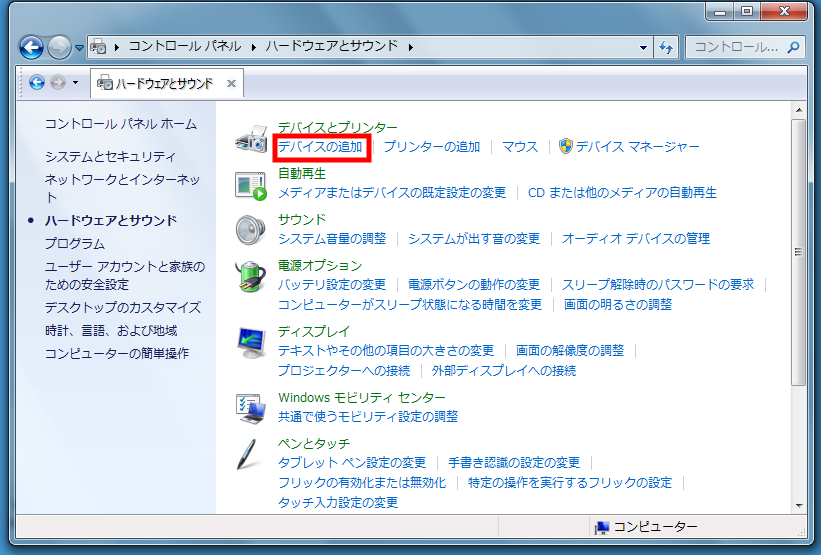 コントロール パネル ハードウェアとサウンド コントロール...
ハードウェアとサウンド
コントロール パネル ホーム
システムとセキュリティ
ネットワークとインターネッ
ト
ハードウェアとサウンド
プログラム
ユーザー アカウントと家族の
ための安全設定
デスクトップのカスタマイズ
時計、言語、および地域
コンピューターの簡単操作
デバイスとプリンター
デバイスの追加 プリンターの追加 マウス デバイス マネージャー
自動再生
メディアまたはデバイスの既定設定の変更 CD または他のメディアの自動再生
サウンド
システム音量の調整 システムが出す音の変更 オーディオ デバイスの管理
電源オプション
バッテリ設定の変更 電源ボタンの動作の変更 スリープ解除時のパスワードの要求
コンピューターがスリープ状態になる時間を変更 画面の明るさの調整
ディスプレイ
テキストやその他の項目の大きさの変更 画面の解像度の調整
プロジェクターへの接続 外部ディスプレイへの接続
Windows モビリティ センター
共通で使うモビリティ設定の調整
ペンとタッチ
タブレット ペン設定の変更 手書き認識の設定の変更
フリックの有効化または無効化 特定の操作を実行するフリックの設定
タッチ入力設定の変更
コンピューター